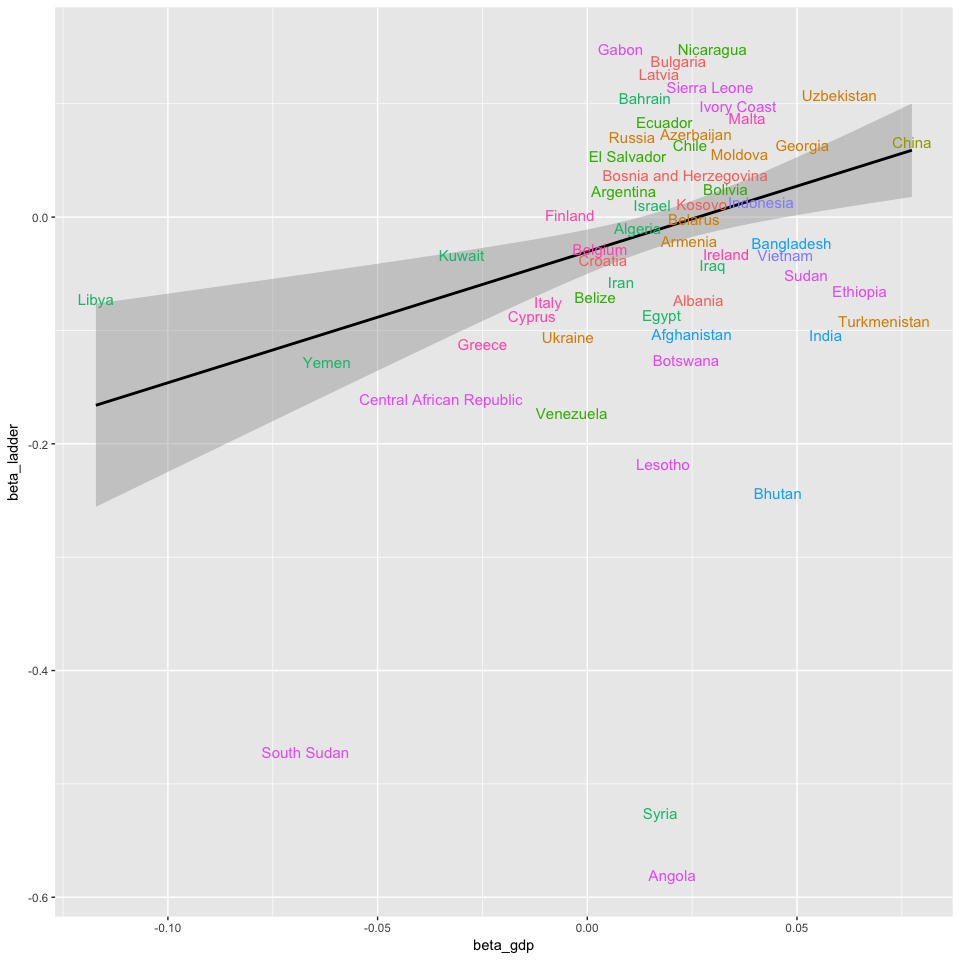 Gabon
Nicaragua
Bulgaria
Latvia
Sierra Leone
Bahrain
Uzbekistan
Ivory Coast
Malta
Ecuador
Russia
Azerbaijan
Chile
Georgia
China
El Salvador
Moldova
Bosnia and Herzegovina
Argentina
Bolivia
Israel
Kosovo
Indonesia
0.0
Finland
Belarus
Algeria
Armenia
Bangladesh
Kuwait
Belgium
Croatia
Ireland
Vietnam
Iraq
Sudan
Iran
Ethiopia
Libya
Italy
Belize
Albania
Cyprus
Egypt
Turkmenistan
Greece
Ukraine
Afghanistan
India
Yemen
Botswana
Central African Republic
Venezuela
-0.2
Lesotho
Bhutan
beta_ladder
-0.4
South Sudan
Syria
Angola
-0.6
-0.10
-0.05
0.00
0.05
beta_gdp